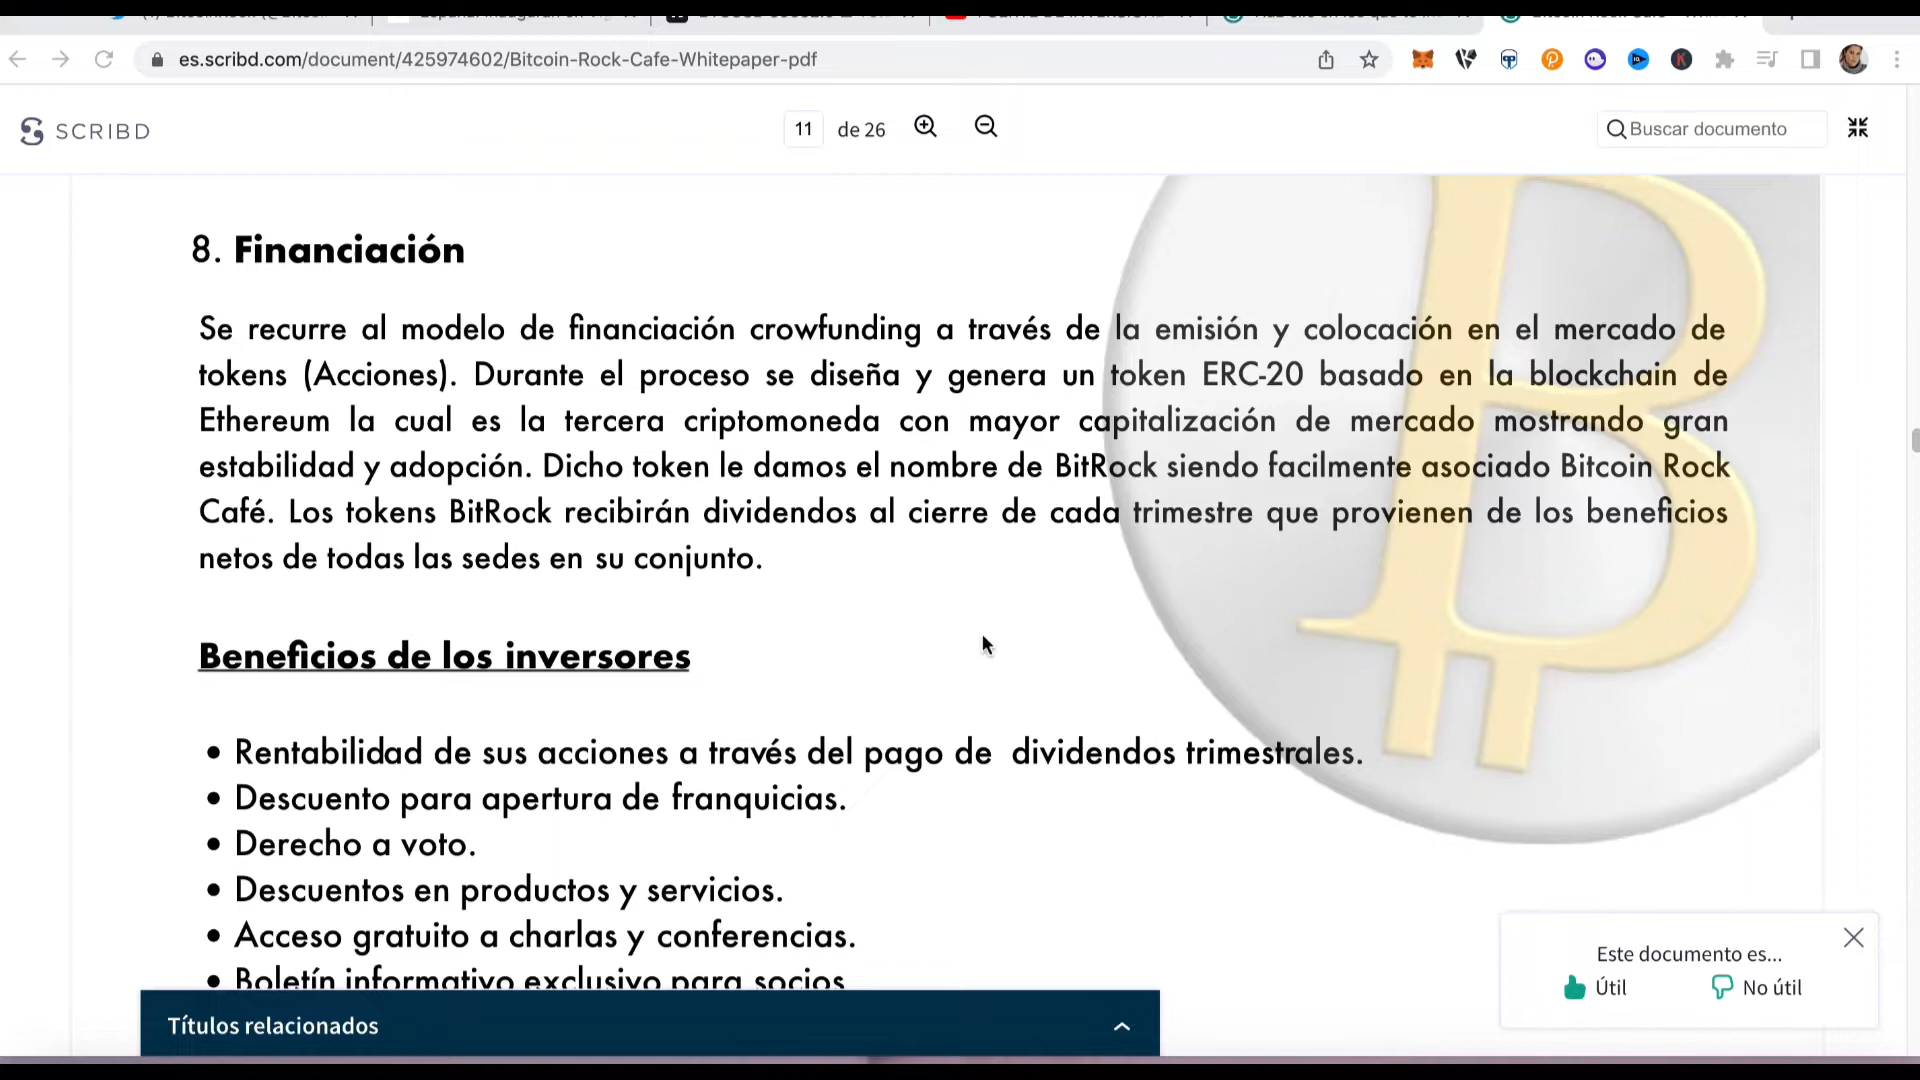 es.scribd.com/document/425974602/Bitcoin-Rock-Cafe-Whitepaper-pdf
SCRIBD
11 de 26
Buscar documento
8. Financiación
Se recurre al modelo de financiación crowfunding a través de la emisión y colocación en el mercado de
tokens (Acciones). Durante el proceso se diseña y genera un token ERC-20 basado en la blockchain de
Ethereum la cual es la tercera criptomoneda con mayor capitalización de mercado mostrando gran
estabilidad y adopción. Dicho token le damos el nombre de BitRock siendo facilmente asociado Bitcoin Rock
Café. Los tokens BitRock recibirán dividendos al cierre de cada trimestre que provienen de los beneficios
netos de todas las sedes en su conjunto.
Beneficios de los inversores
• Rentabilidad de sus acciones a través del pago de dividendos trimestrales.
• Descuento para apertura de franquicias.
• Derecho a voto.
• Descuentos en productos y servicios.
• Acceso gratuito a charlas y conferencias.
• Boletín informativo exclusivo para socios
Este documento es...
Útil No útil
Títulos relacionados